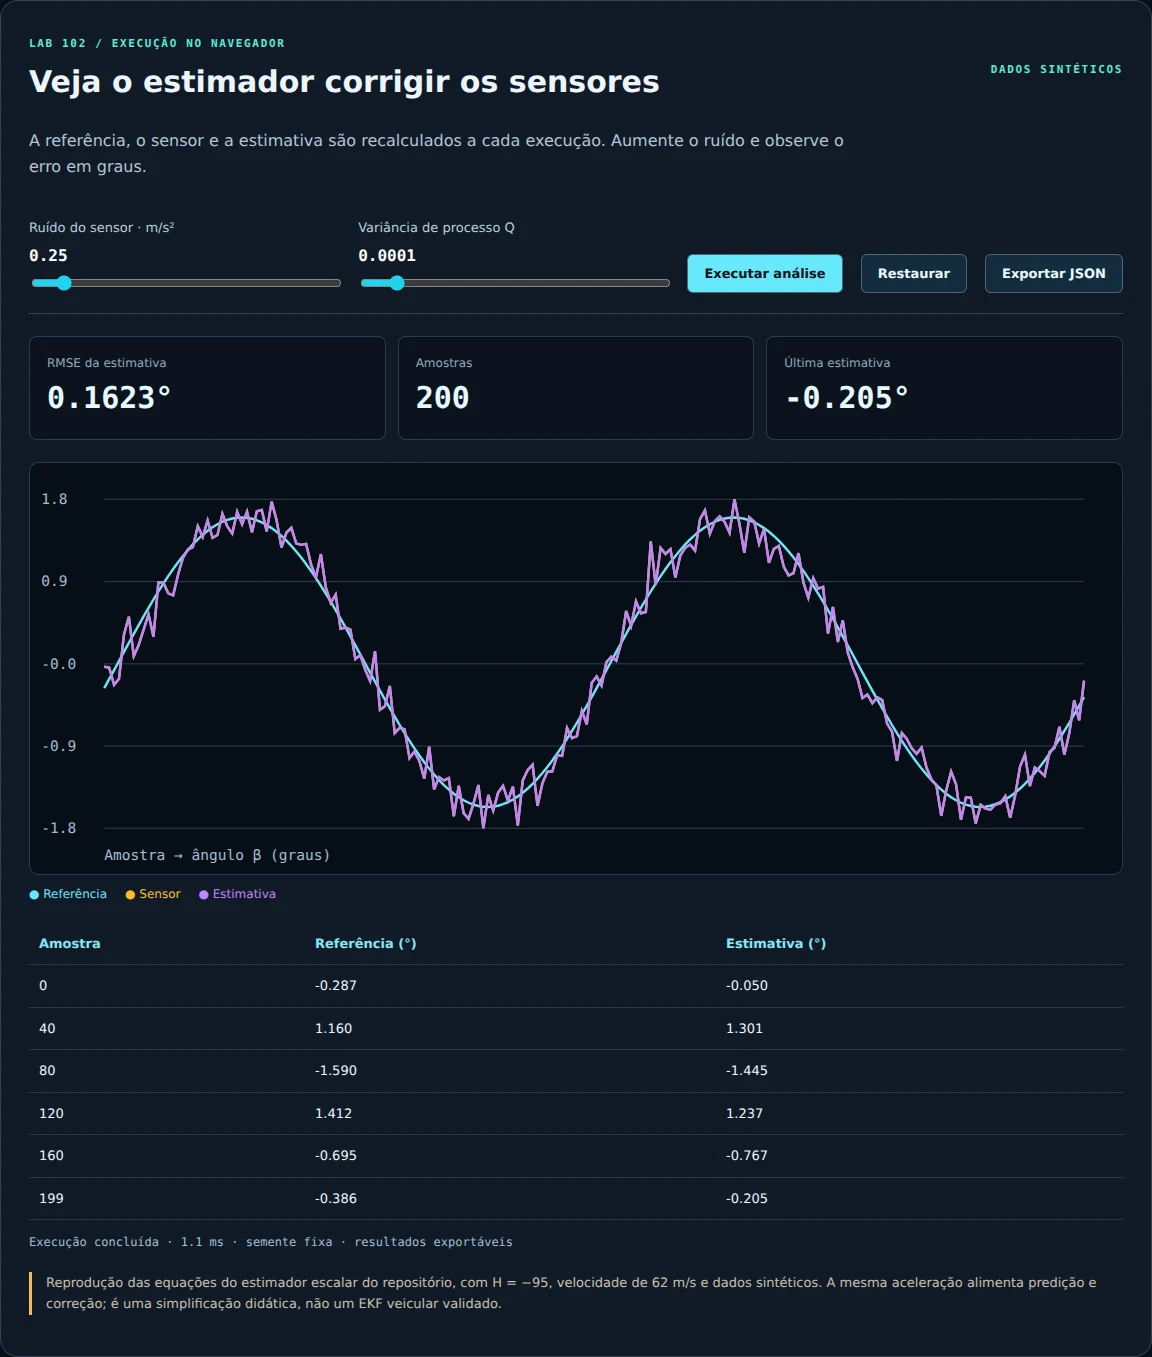 LAB 102 / EXECUÇÃO NO NAVEGADOR
Veja o estimador corrigir os sensores
DADOS SINTÉTICOS
A referência, o sensor e a estimativa são recalculados a cada execução. Aumente o ruído e observe o
erro em graus.
Ruído do sensor · m/s²
0.25
Variância de processo Q
0.0001
Executar análise
Restaurar
Exportar JSON
RMSE da estimativa
0.1623°
Amostras
200
Última estimativa
-0.205°
1.8
0.9
-0.0
-0.9
-1.8
Amostra → ângulo β (graus)
Referência Sensor Estimativa
Amostra Referência (°) Estimativa (°)
0 -0.287 -0.050
40 1.160 1.301
80 -1.590 -1.445
120 1.412 1.237
160 -0.695 -0.767
199 -0.386 -0.205
Execução concluída · 1.1 ms · semente fixa · resultados exportáveis
Reprodução das equações do estimador escalar do repositório, com H = −95, velocidade de 62 m/s e dados sintéticos. A mesma aceleração alimenta predição e
correção; é uma simplificação didática, não um EKF veicular validado.